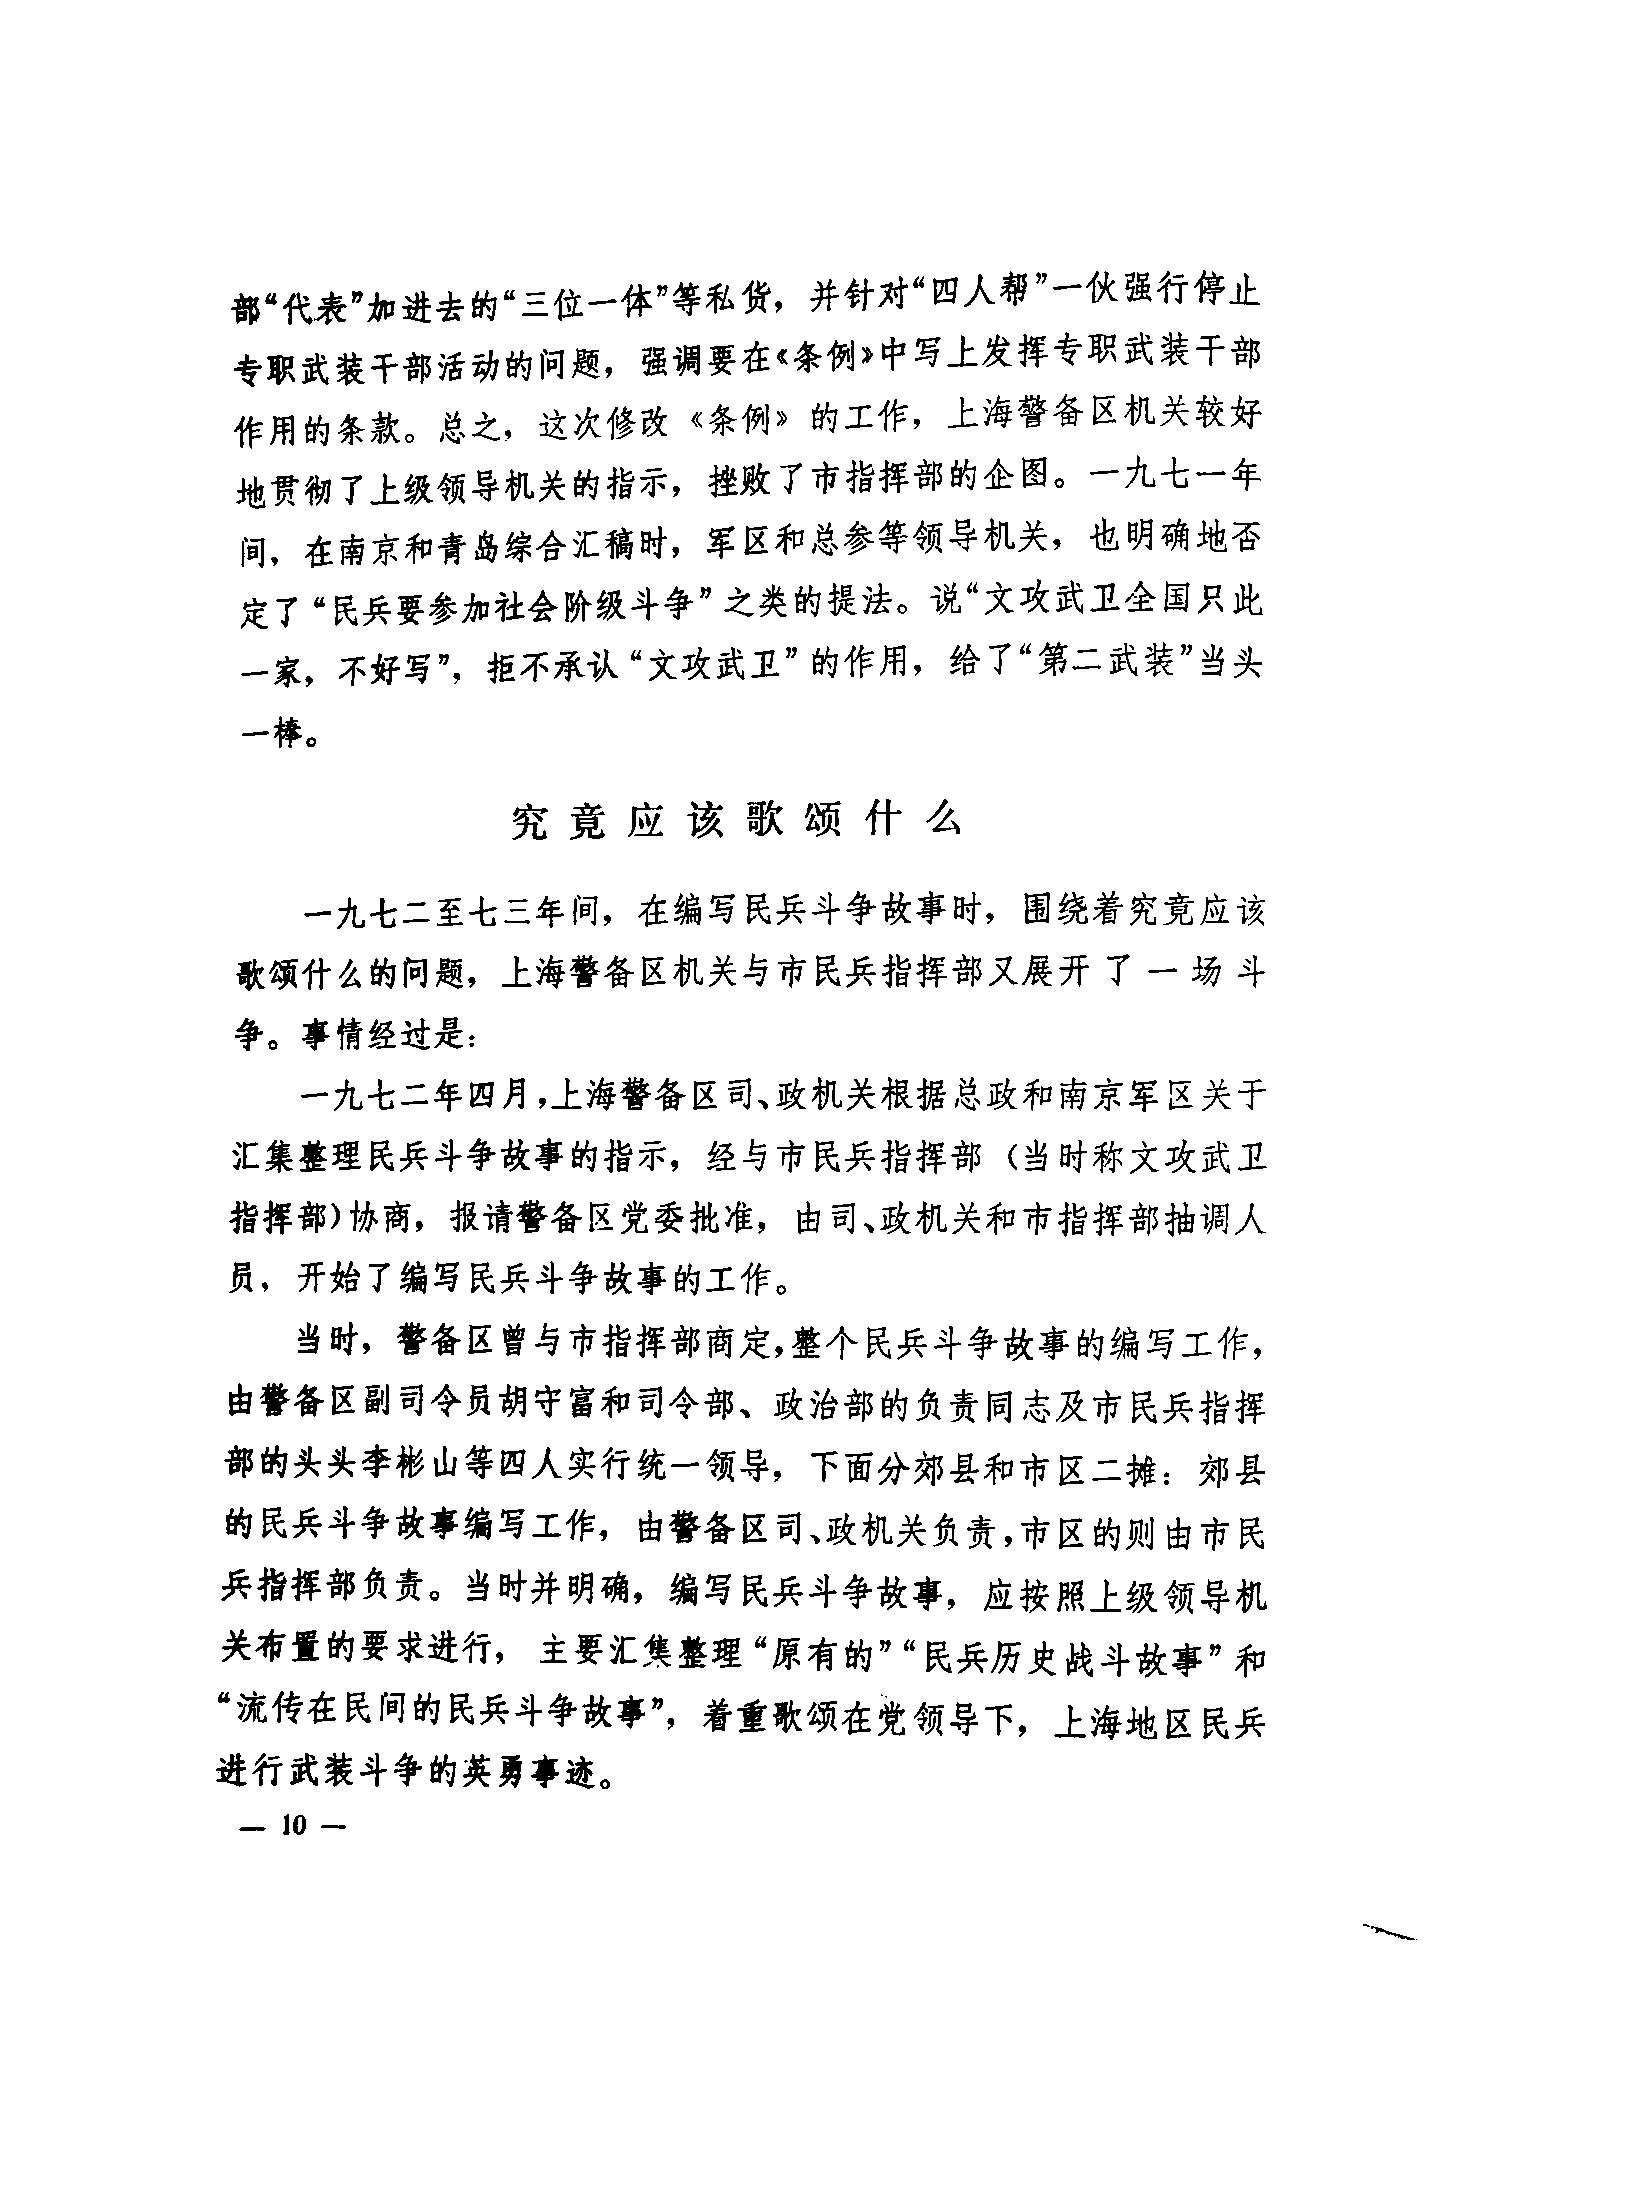 部“代表”加进去的“三位一体”等私货，并针对“四人帮”一伙强行停止
专职武装干部活动的问题，强调要在《条例》中写上发挥专职武装干部
作用的条款。总之，这次修改《条例》的工作，上海警备区机关较好
地贯彻了上级领导机关的指示，挫败了市指挥部的企图。一九七一年
间，在南京和青岛综合汇稿时，军区和总参等领导机关，也明确地否
定了“民兵要参加社会阶级斗争”之类的提法。说“文攻武卫全国只此
一家，不好写”，拒不承认“文攻武卫”的作用，给了“第二武装”当头
一棒。
究竟应该歌颂什么
一九七二至七三年间，在编写民兵斗争故事时，围绕着究竟应该
歌颂什么的问题，上海警备区机关与市民兵指挥部又展开了一场斗
争。事情经过是：
一九七二年四月，上海警备区司、政机关根据总政和南京军区关于
汇集整理民兵斗争故事的指示，经与市民兵指挥部（当时称文攻武卫
指挥部）协商，报请警备区党委批准，由司、政机关和市指挥部抽调人
员，开始了编写民兵斗争故事的工作。
当时，警备区曾与市指挥部商定，整个民兵斗争故事的编写工作，
由警备区副司令员胡守富和司令部、政治部的负责同志及市民兵指挥
部的头头李彬山等四人实行统一领导，下面分郊县和市区二摊：郊县
的民兵斗争故事编写工作，由警备区司、政机关负责，市区的则由市民
兵指挥部负责。当时并明确，编写民兵斗争故事，应按照上级领导机
关布置的要求进行，主要汇集整理“原有的”“民兵历史战斗故事”和
“流传在民间的民兵斗争故事”，着重歌颂在党领导下，上海地区民兵
进行武装斗争的英勇事迹。
— 10 —